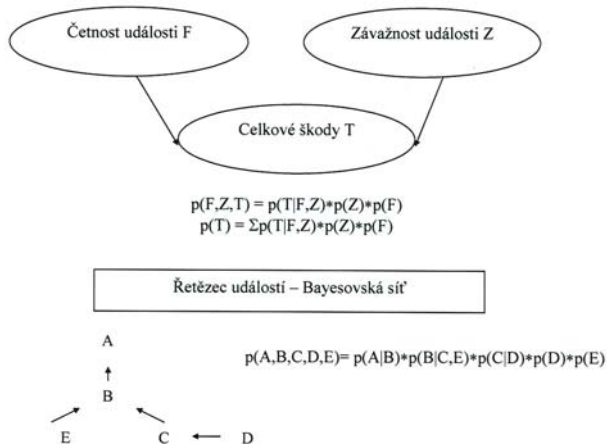 Četnost události F
Závažnost události Z
Celkové škody T
p(F,Z,T) = p(T|F,Z)*p(Z)*p(F)
p(T) = Σp(T|F,Z)*p(Z)*p(F)
Řetězec událostí – Bayesovská síť
A
p(A,B,C,D,E)= p(A|B)*p(B|C,E)*p(C|D)*p(D)*p(E)
B
E C D